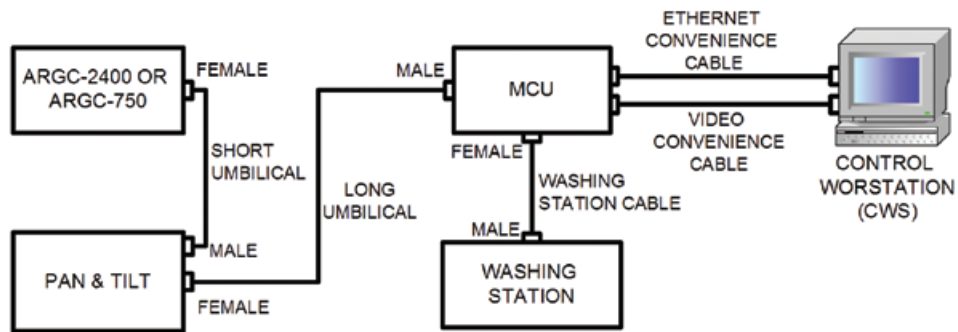 ARGC-2400 OR
ARGC-750
FEMALE
SHORT
UMBILICAL
MALE
PAN & TILT
FEMALE
LONG
UMBILICAL
MALE
MCU
FEMALE
WASHING
STATION CABLE
MALE
WASHING
STATION
ETHERNET
CONVENIENCE
CABLE
VIDEO
CONVENIENCE
CABLE
CONTROL
WORSTATION
(CWS)